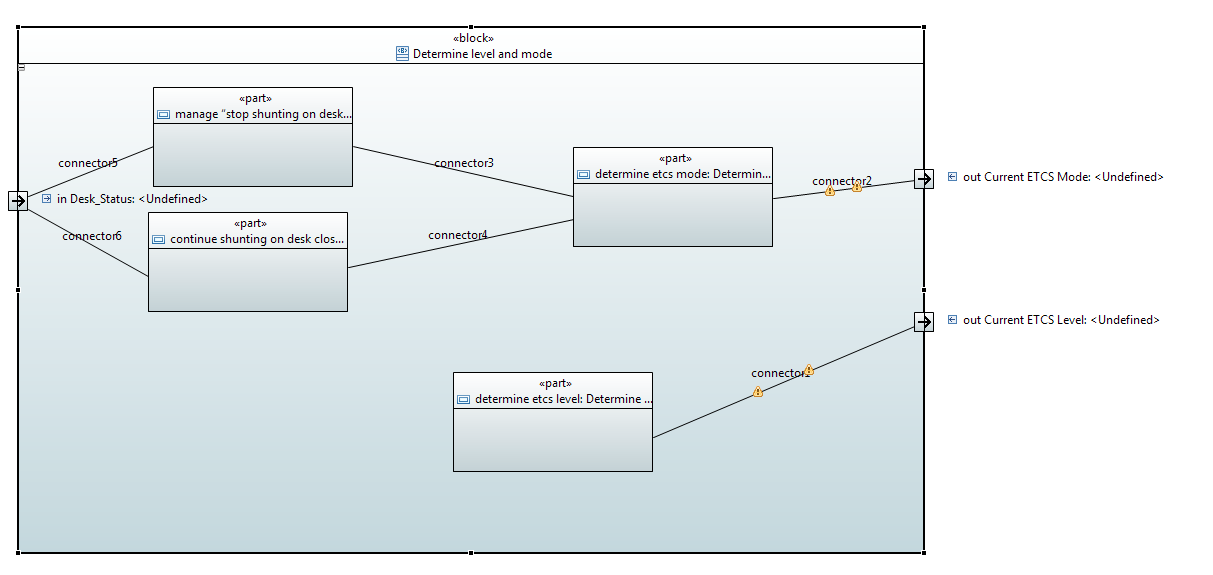 «block»
Determine level and mode
«part»
manage "stop shunting on desk...
connector5
connector3
«part»
determine etcs mode: Determin...
connector2
out Current ETCS Mode: <Undefined>
in Desk_Status: <Undefined>
«part»
continue shunting on desk clos...
connector6
connector4
out Current ETCS Level: <Undefined>
connector1
«part»
determine etcs level: Determine ...